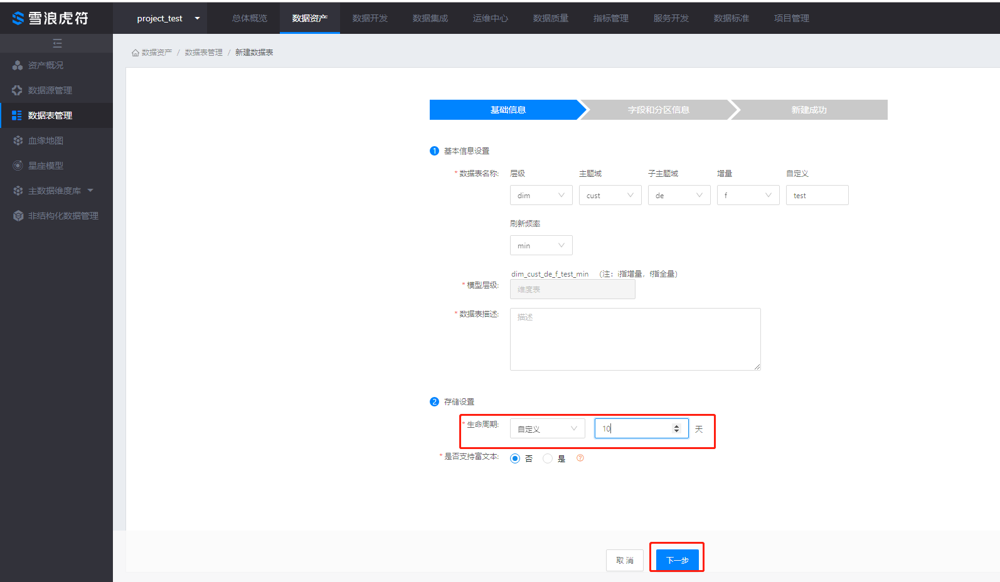 雪浪虎符
project_test
总体概览
数据资产
数据开发
数据集成
运维中心
数据质量
指标管理
服务开发
数据标准
项目管理
资产概况
数据源管理
数据表管理
血缘地图
星座模型
主数据维度库
非结构化数据管理
数据资产 / 数据表管理 / 新建数据表
基础信息
字段和分区信息
新建成功
1 基本信息设置
* 数据表名称:
层级
主题域
子主题域
增量
自定义
dim
cust
de
f
test
刷新频率
min
dim_cust_de_f_test_min (注：i指增量，f指全量)
* 模型层级:
维度表
* 数据表描述:
描述
2 存储设置
* 生命周期:
自定义
10
天
* 是否支持富文本:
否
是
?
取 消
下一步